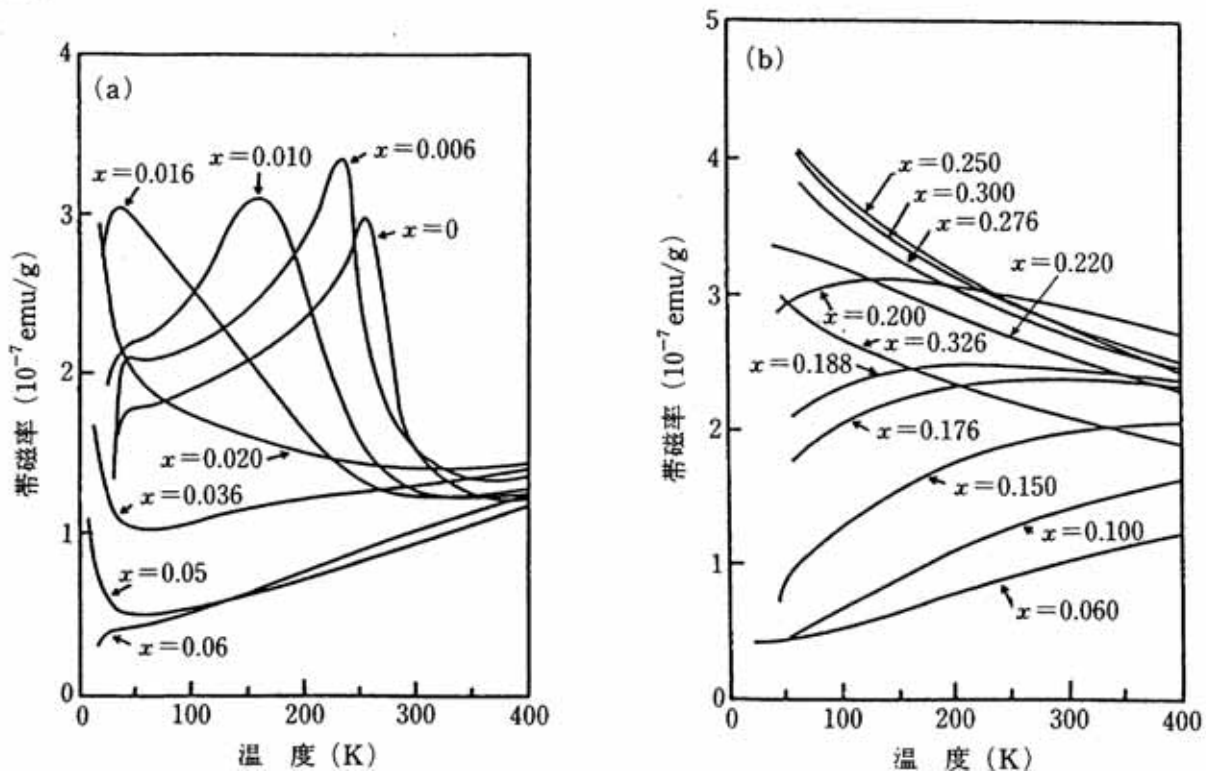 (a)
4
3
2
1
0
帯磁率 (10⁻⁷ emu/g)
x=0.016
x=0.010
x=0.006
x=0
x=0.020
x=0.036
x=0.05
x=0.06
0 100 200 300 400
温 度 (K)
(b)
5
4
3
2
1
0
帯磁率 (10⁻⁷ emu/g)
x=0.250
x=0.300
x=0.276
x=0.220
x=0.200
x=0.326
x=0.188
x=0.176
x=0.150
x=0.100
x=0.060
0 100 200 300 400
温 度 (K)